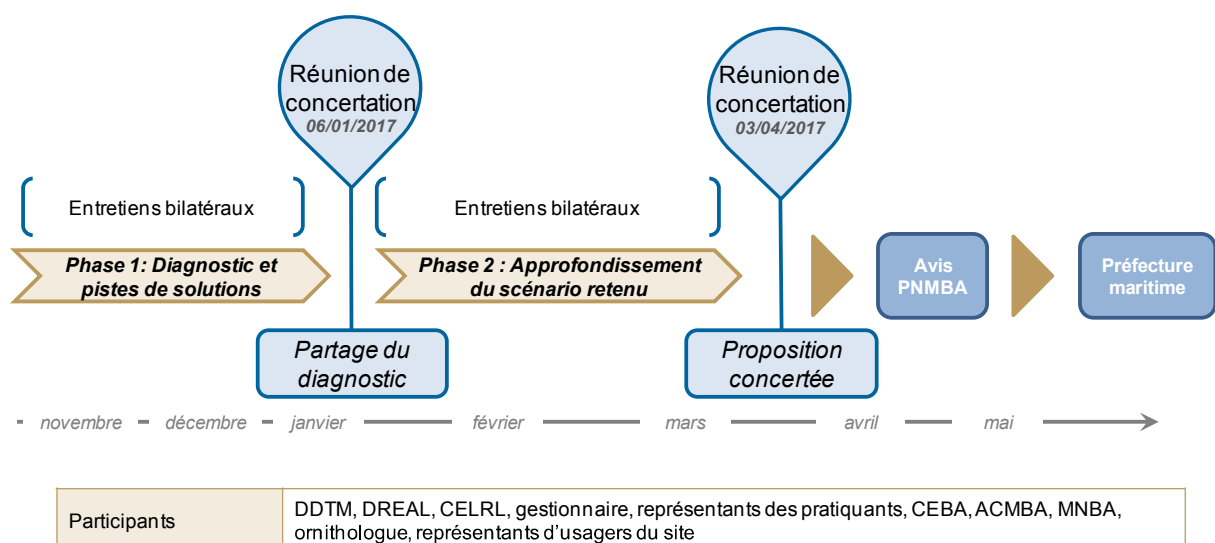 Réunion de
concertation
06/01/2017
Réunion de
concertation
03/04/2017
Entretiens bilatéraux
Entretiens bilatéraux
Phase 1: Diagnostic et
pistes de solutions
Phase 2 : Approfondissement
du scénario retenu
Avis
PNMBA
Préfecture
maritime
Partage du
diagnostic
Proposition
concertée
novembre décembre janvier février mars avril mai
Participants
DDTM, DREAL, CELRL, gestionnaire, représentants des pratiquants, CEBA, ACMBA, MNBA,
ornithologue, représentants d'usagers du site